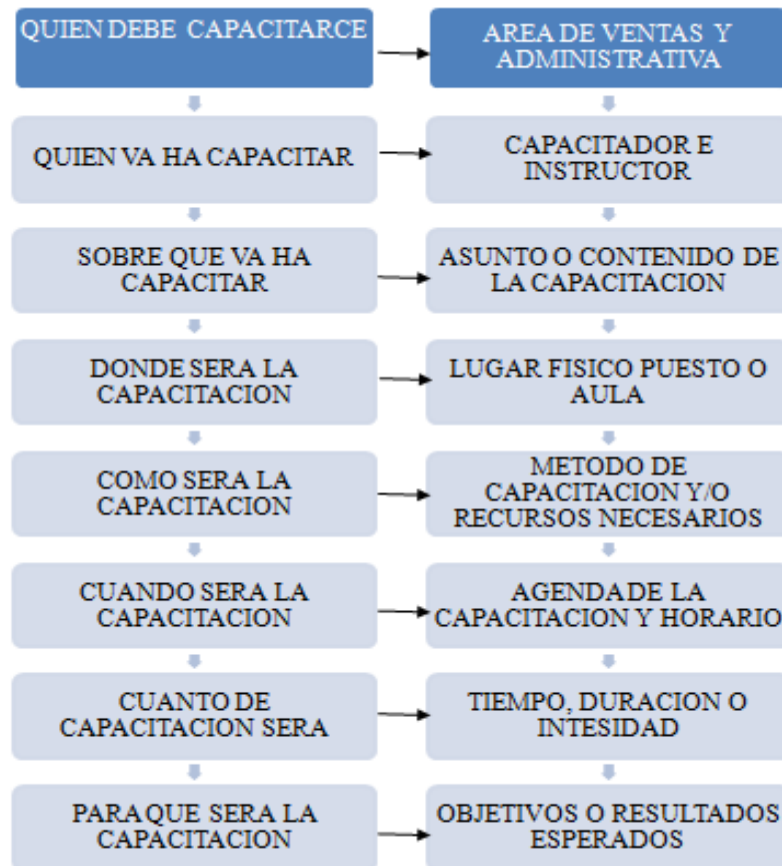 QUIEN DEBE CAPACITARCE
AREA DE VENTAS Y
ADMINISTRATIVA
QUIEN VA HA CAPACITAR
CAPACITADOR E
INSTRUCTOR
SOBRE QUE VA HA
CAPACITAR
ASUNTO O CONTENIDO DE
LA CAPACITACION
DONDE SERA LA
CAPACITACION
LUGAR FISICO PUESTO O
AULA
COMO SERA LA
CAPACITACION
METODO DE
CAPACITACION Y/O
RECURSOS NECESARIOS
CUANDO SERA LA
CAPACITACION
AGENDA DE LA
CAPACITACION Y HORARIO
CUANTO DE
CAPACITACION SERA
TIEMPO, DURACION O
INTESIDAD
PARA QUE SERA LA
CAPACITACION
OBJETIVOS O RESULTADOS
ESPERADOS